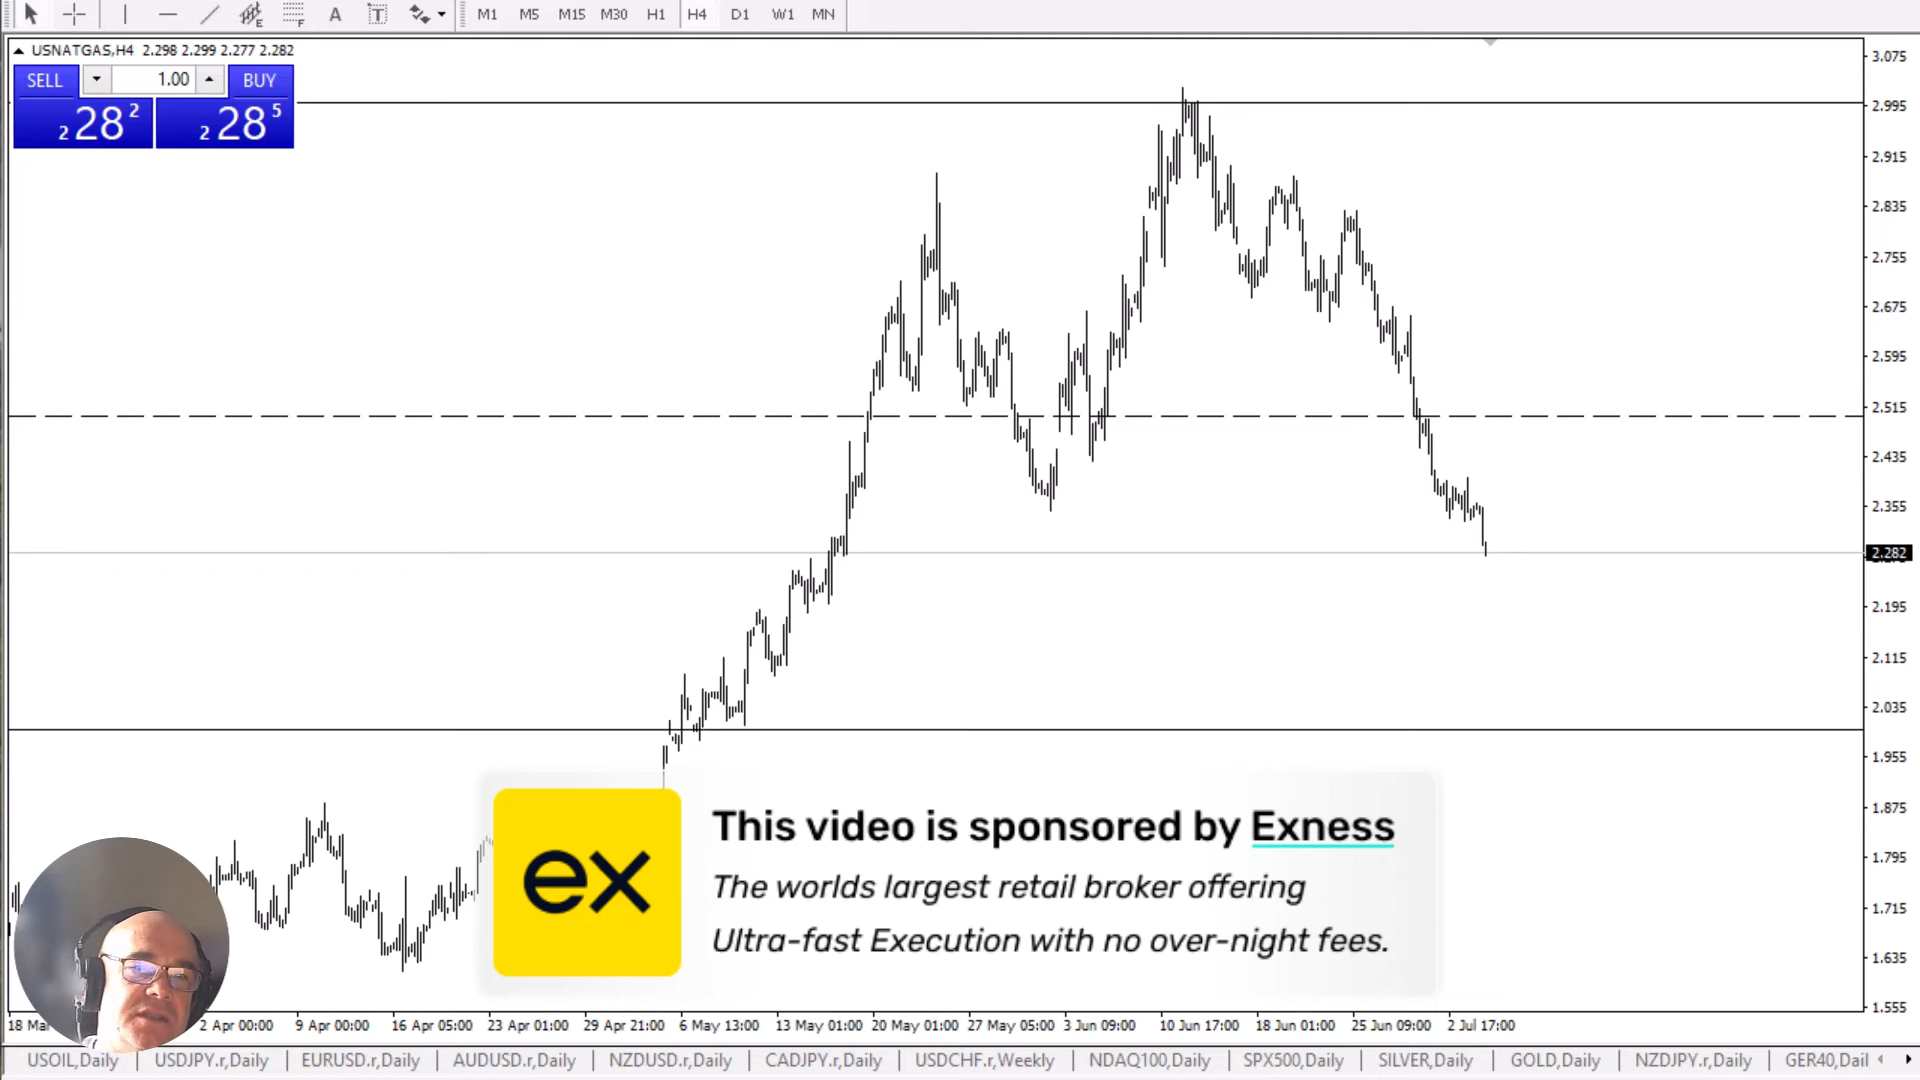 E F A T M1 M5 M15 M30 H1 H4 D1 W1 MN
USNATGAS,H4 2.298 2.299 2.277 2.282
SELL 1.00 BUY
2 28 2 2 28 5
3.075
2.995
2.915
2.835
2.755
2.675
2.595
2.515
2.435
2.355
2.282
2.195
2.115
2.035
1.955
1.875
1.795
1.715
1.635
1.555
ex
This video is sponsored by Exness
The worlds largest retail broker offering
Ultra-fast Execution with no over-night fees.
18 Mar 2 Apr 00:00 9 Apr 00:00 16 Apr 05:00 23 Apr 01:00 29 Apr 21:00 6 May 13:00 13 May 01:00 20 May 01:00 27 May 05:00 3 Jun 09:00 10 Jun 17:00 18 Jun 01:00 25 Jun 09:00 2 Jul 17:00
USOIL,Daily USDJPY.r,Daily EURUSD.r,Daily AUDUSD.r,Daily NZDUSD.r,Daily CADJPY.r,Daily USDCHF.r,Weekly NDAQ100,Daily SPX500,Daily SILVER,Daily GOLD,Daily NZDJPY.r,Daily GER40,Dail